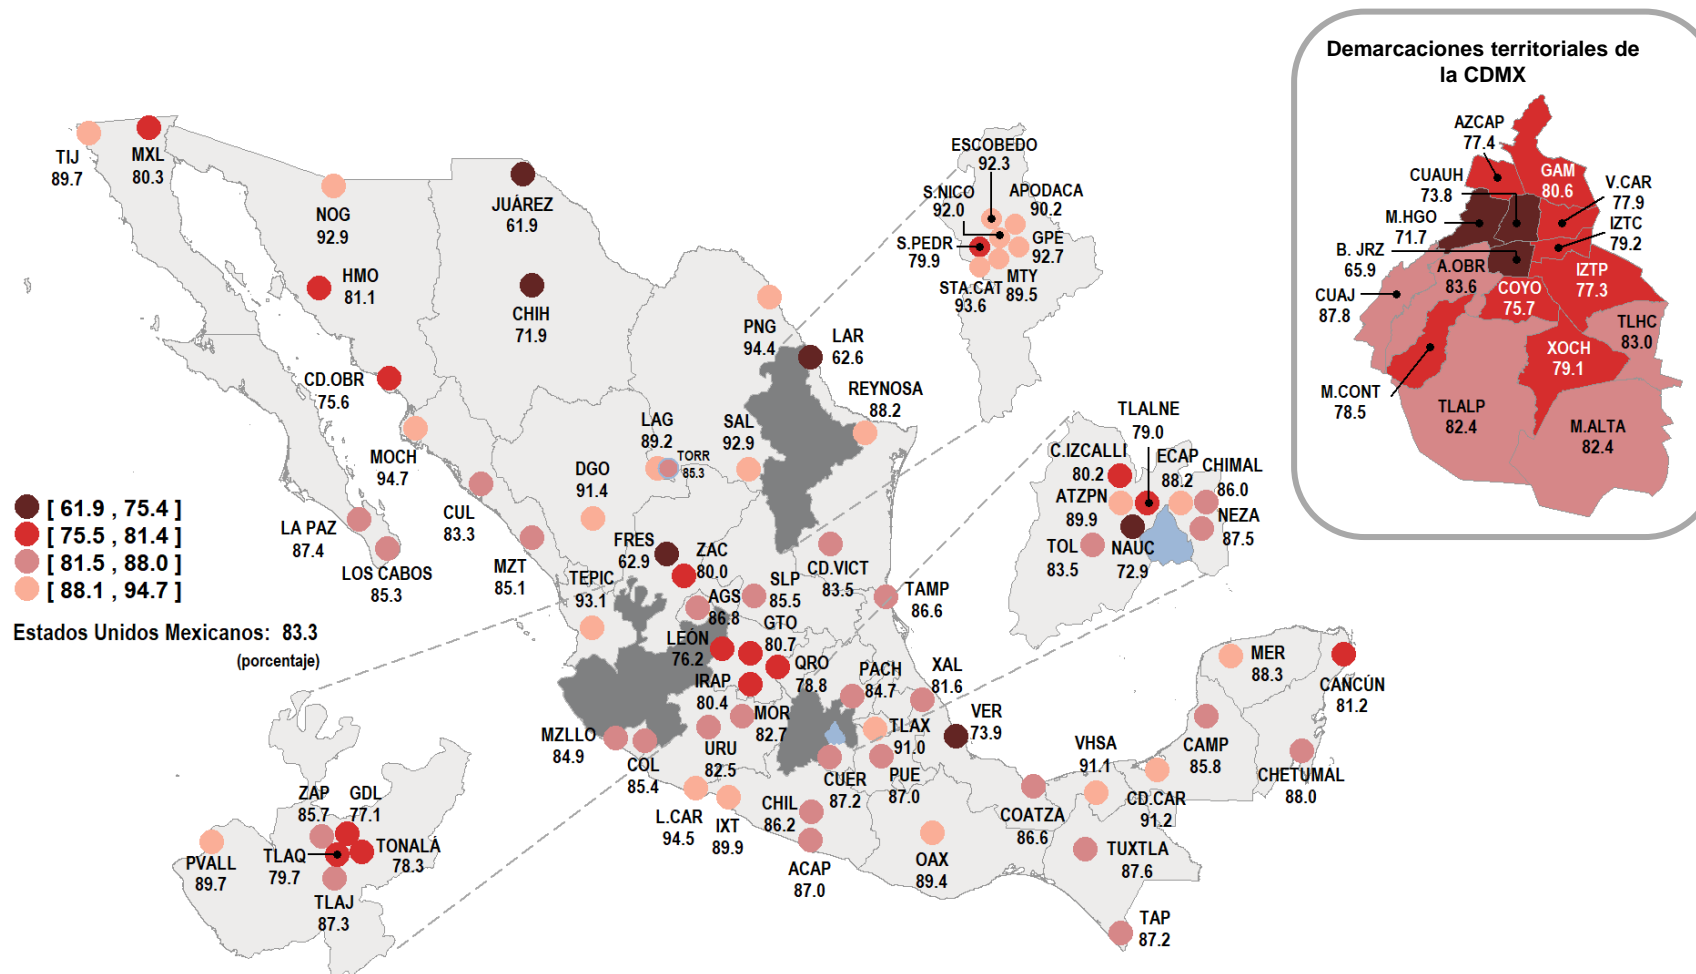 Demarcaciones territoriales de
la CDMX
AZCAP
77.4
CUAUH
73.8
GAM
80.6
V.CAR
77.9
M.HGO
71.7
IZTC
79.2
B. JRZ
65.9
A.OBR
83.6
IZTP
77.3
CUAJ
87.8
COYO
75.7
TLHC
83.0
XOCH
79.1
M.CONT
78.5
TLALP
82.4
M.ALTA
82.4
TIJ
89.7
MXL
80.3
NOG
92.9
JUÁREZ
61.9
HMO
81.1
CHIH
71.9
ESCOBEDO
92.3
S.NICO
92.0
APODACA
90.2
S.PEDR
79.9
GPE
92.7
MTY
89.5
STA.CAT
93.6
PNG
94.4
LAR
62.6
REYNOSA
88.2
CD.OBR
75.6
MOCH
94.7
LAG
89.2
TORR
85.3
SAL
92.9
DGO
91.4
CUL
83.3
LA PAZ
87.4
LOS CABOS
85.3
MZT
85.1
TLALNE
79.0
C.IZCALLI
80.2
ECAP
88.2
CHIMAL
86.0
ATZPN
89.9
NEZA
87.5
TOL
83.5
NAUC
72.9
[ 61.9 , 75.4 ]
[ 75.5 , 81.4 ]
[ 81.5 , 88.0 ]
[ 88.1 , 94.7 ]
Estados Unidos Mexicanos: 83.3
(porcentaje)
FRES
62.9
ZAC
80.0
TEPIC
93.1
AGS
86.8
SLP
85.5
CD.VICT
83.5
TAMP
86.6
LEÓN
76.2
GTO
80.7
IRAP
80.4
QRO
78.8
PACH
84.7
XAL
81.6
MZLLO
84.9
COL
85.4
URU
82.5
MOR
82.7
TLAX
91.0
VER
73.9
CUER
87.2
PUE
87.0
L.CAR
94.5
IXT
89.9
CHIL
86.2
ACAP
87.0
OAX
89.4
COATZA
86.6
VHSA
91.1
CD.CAR
91.2
MER
88.3
CANCÚN
81.2
CAMP
85.8
CHETUMAL
88.0
TUXTLA
87.6
TAP
87.2
ZAP
85.7
GDL
77.1
PVALL
89.7
TLAQ
79.7
TONALÁ
78.3
TLAJ
87.3